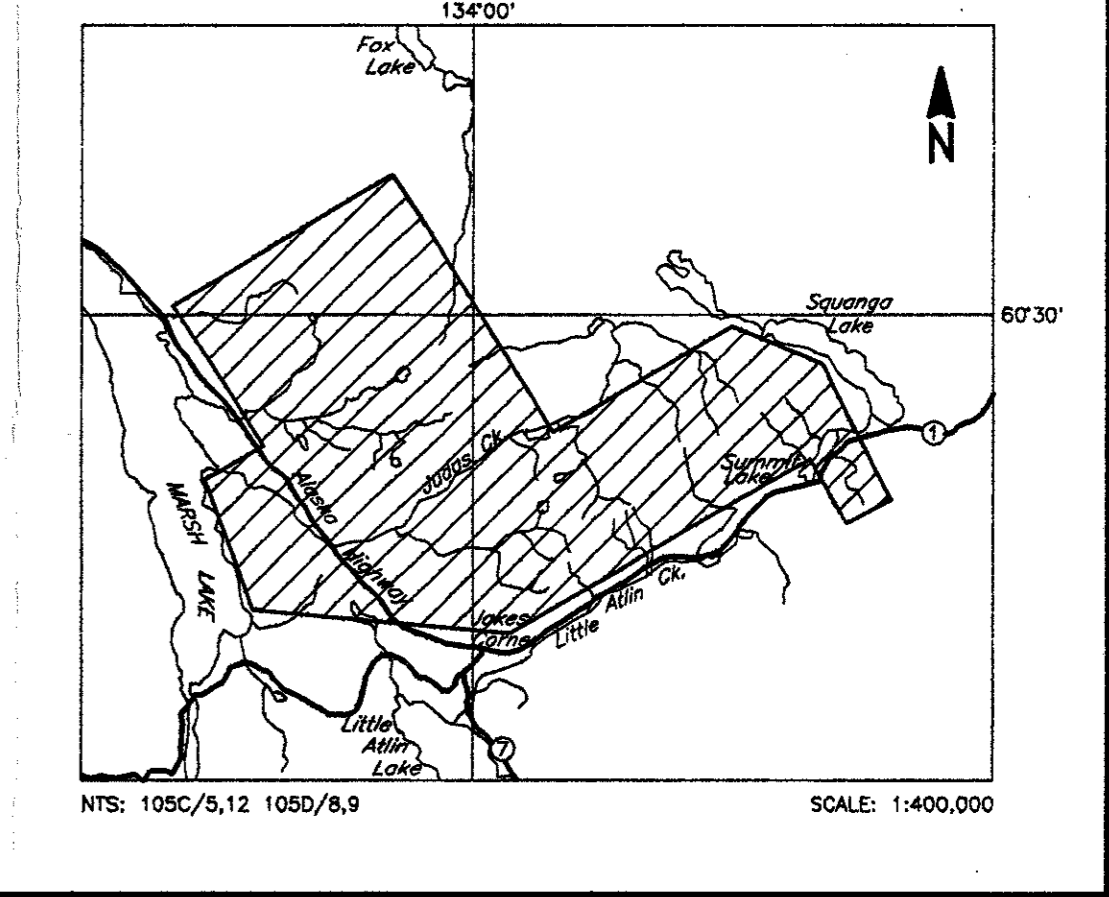 134°00'
Fox
Lake
N
Squanga
Lake
60°30'
1
Judas Ck.
Summit
Lake
Alaska
Highway
MARSH
LAKE
Jakes
Corner
Little Atlin Ck.
Little
Atlin
Lake
7
NTS: 105C/5,12 105D/8,9
SCALE: 1:400,000